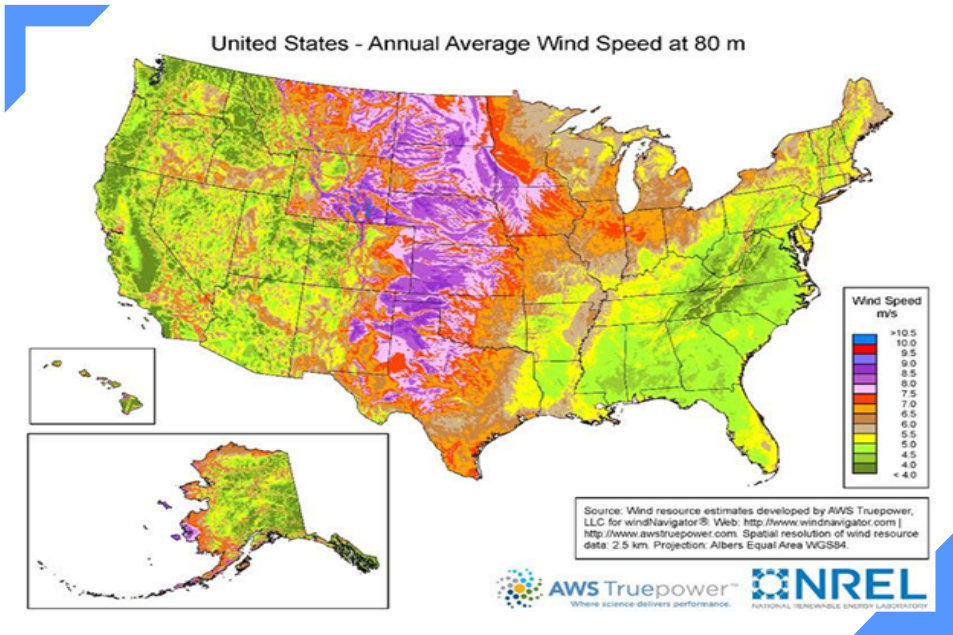 United States - Annual Average Wind Speed at 80 m
Wind Speed
m/s
>10.5
10.0
9.5
9.0
8.5
8.0
7.5
7.0
6.5
6.0
5.5
5.0
4.5
4.0
< 4.0
Source: Wind resource estimates developed by AWS Truepower,
LLC for windNavigator®. Web: http://www.windnavigator.com |
http://www.awstruepower.com. Spatial resolution of wind resource
data: 2.5 km. Projection: Albers Equal Area WGS84.
AWS Truepower™
Where science delivers performance.
NREL
NATIONAL RENEWABLE ENERGY LABORATORY